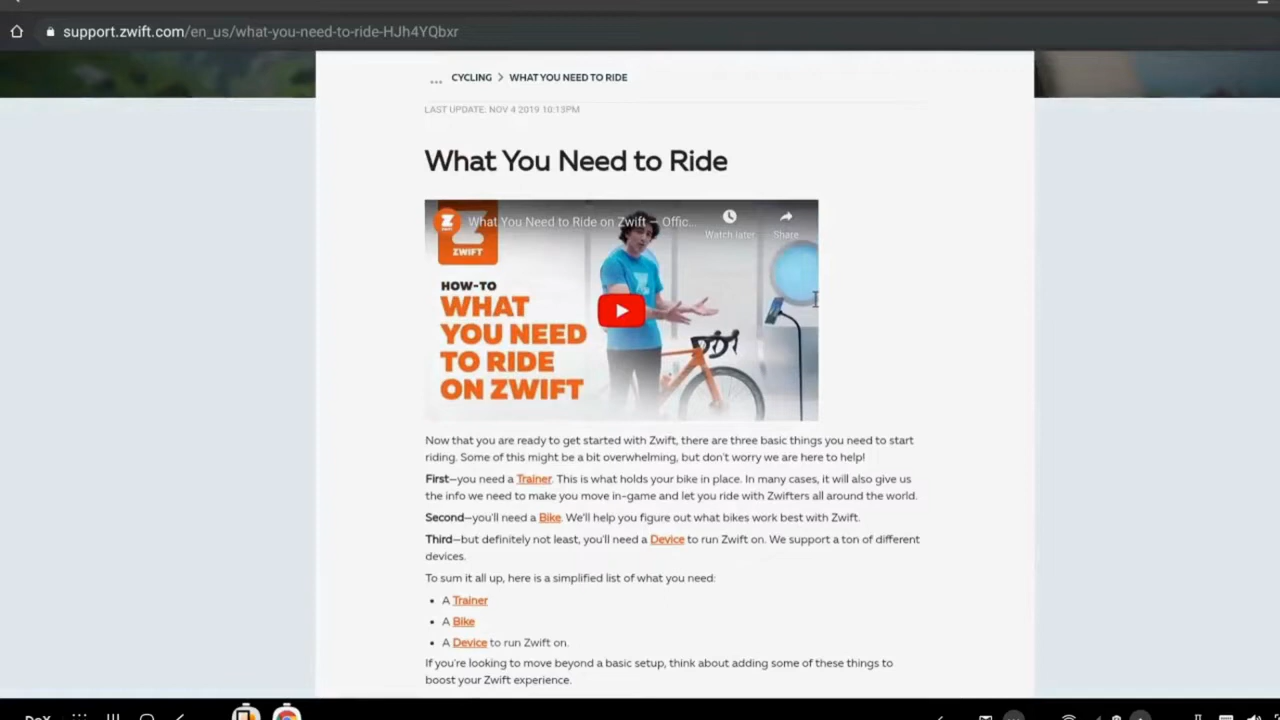 support.zwift.com/en_us/what-you-need-to-ride-HJh4YQbxr
... CYCLING > WHAT YOU NEED TO RIDE
LAST UPDATE: NOV 4 2019 10:13PM
What You Need to Ride
What You Need to Ride on Zwift – Offic...
Watch later
Share
ZWIFT
HOW-TO
WHAT
YOU NEED
TO RIDE
ON ZWIFT
Now that you are ready to get started with Zwift, there are three basic things you need to start
riding. Some of this might be a bit overwhelming, but don't worry we are here to help!
First—you need a Trainer. This is what holds your bike in place. In many cases, it will also give us
the info we need to make you move in-game and let you ride with Zwifters all around the world.
Second—you'll need a Bike. We'll help you figure out what bikes work best with Zwift.
Third—but definitely not least, you'll need a Device to run Zwift on. We support a ton of different
devices.
To sum it all up, here is a simplified list of what you need:
• A Trainer
• A Bike
• A Device to run Zwift on.
If you're looking to move beyond a basic setup, think about adding some of these things to
boost your Zwift experience.